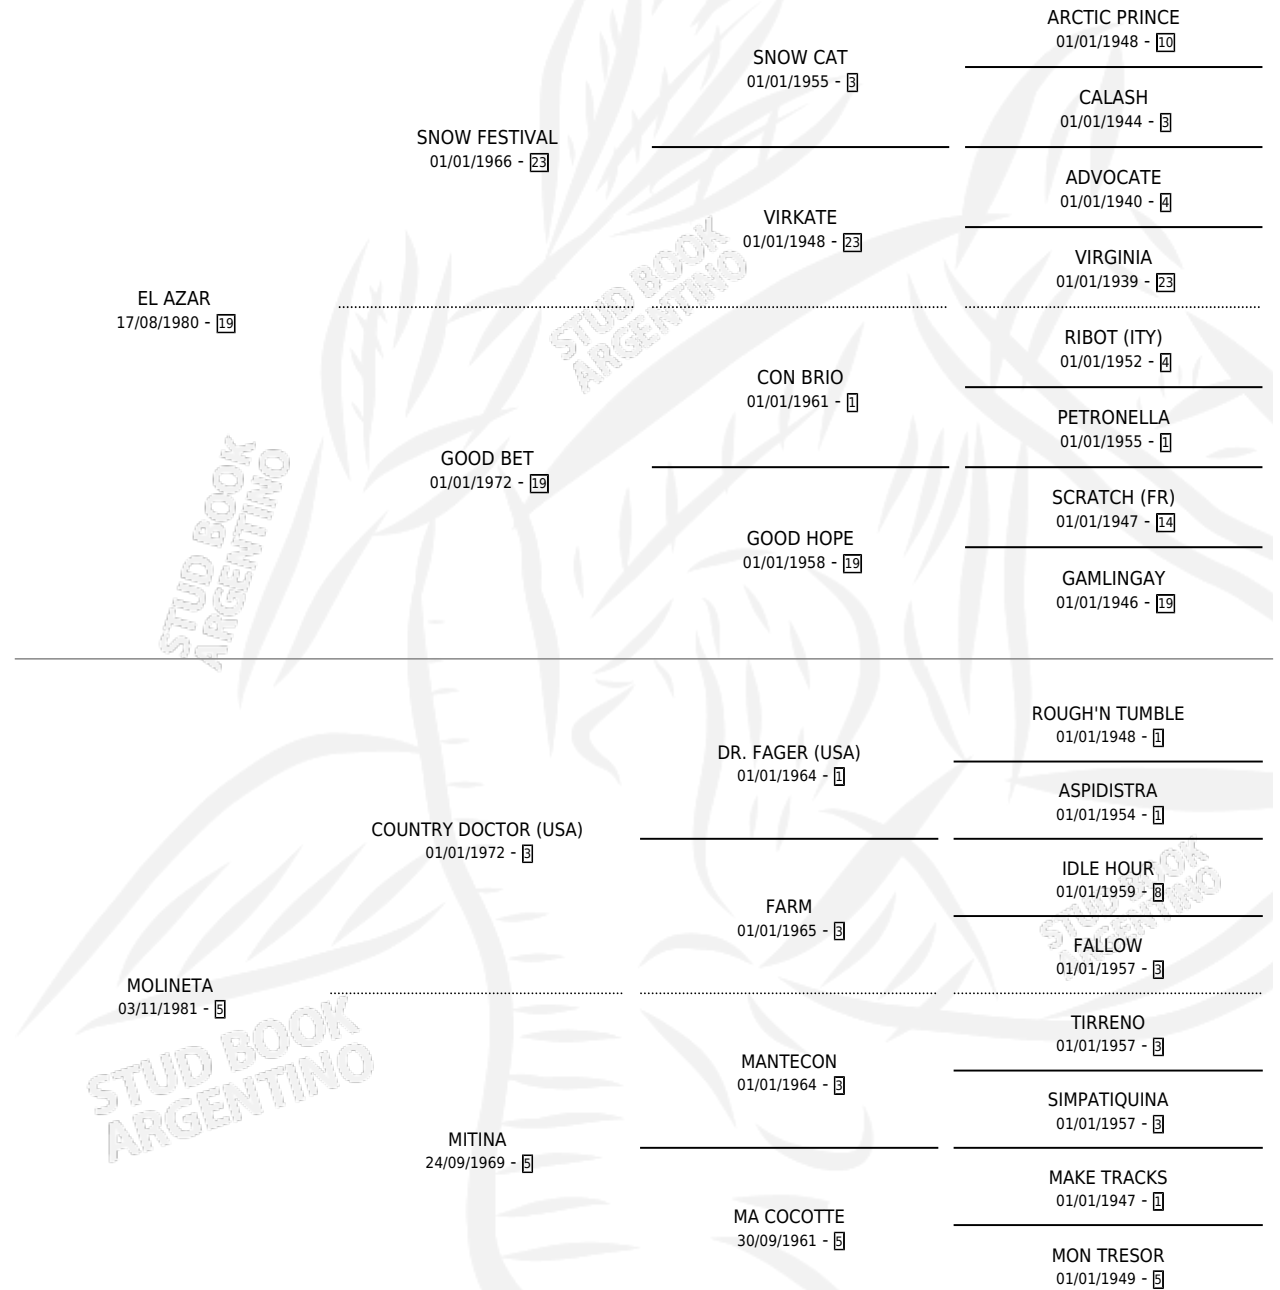 ARCTIC PRINCE
01/01/1948 - 10
SNOW CAT
01/01/1955 - 3
CALASH
01/01/1944 - 3
SNOW FESTIVAL
01/01/1966 - 23
ADVOCATE
01/01/1940 - 4
VIRKATE
01/01/1948 - 23
VIRGINIA
01/01/1939 - 23
EL AZAR
17/08/1980 - 19
STUD BOOK
ARGENTINO
RIBOT (ITY)
01/01/1952 - 4
CON BRIO
01/01/1961 - 1
PETRONELLA
01/01/1955 - 1
GOOD BET
01/01/1972 - 19
SCRATCH (FR)
01/01/1947 - 14
GOOD HOPE
01/01/1958 - 19
GAMLINGAY
01/01/1946 - 19
STUD BOOK
ARGENTINO
ROUGH'N TUMBLE
01/01/1948 - 1
DR. FAGER (USA)
01/01/1964 - 1
ASPIDISTRA
01/01/1954 - 1
COUNTRY DOCTOR (USA)
01/01/1972 - 3
IDLE HOUR
01/01/1959 - 8
FARM
01/01/1965 - 3
FALLOW
01/01/1957 - 3
STUD BOOK
ARGENTINO
MOLINETA
03/11/1981 - 5
TIRRENO
01/01/1957 - 3
MANTECON
01/01/1964 - 3
SIMPATIQUINA
01/01/1957 - 3
STUD BOOK
ARGENTINO
MITINA
24/09/1969 - 5
MAKE TRACKS
01/01/1947 - 1
MA COCOTTE
30/09/1961 - 5
MON TRESOR
01/01/1949 - 5